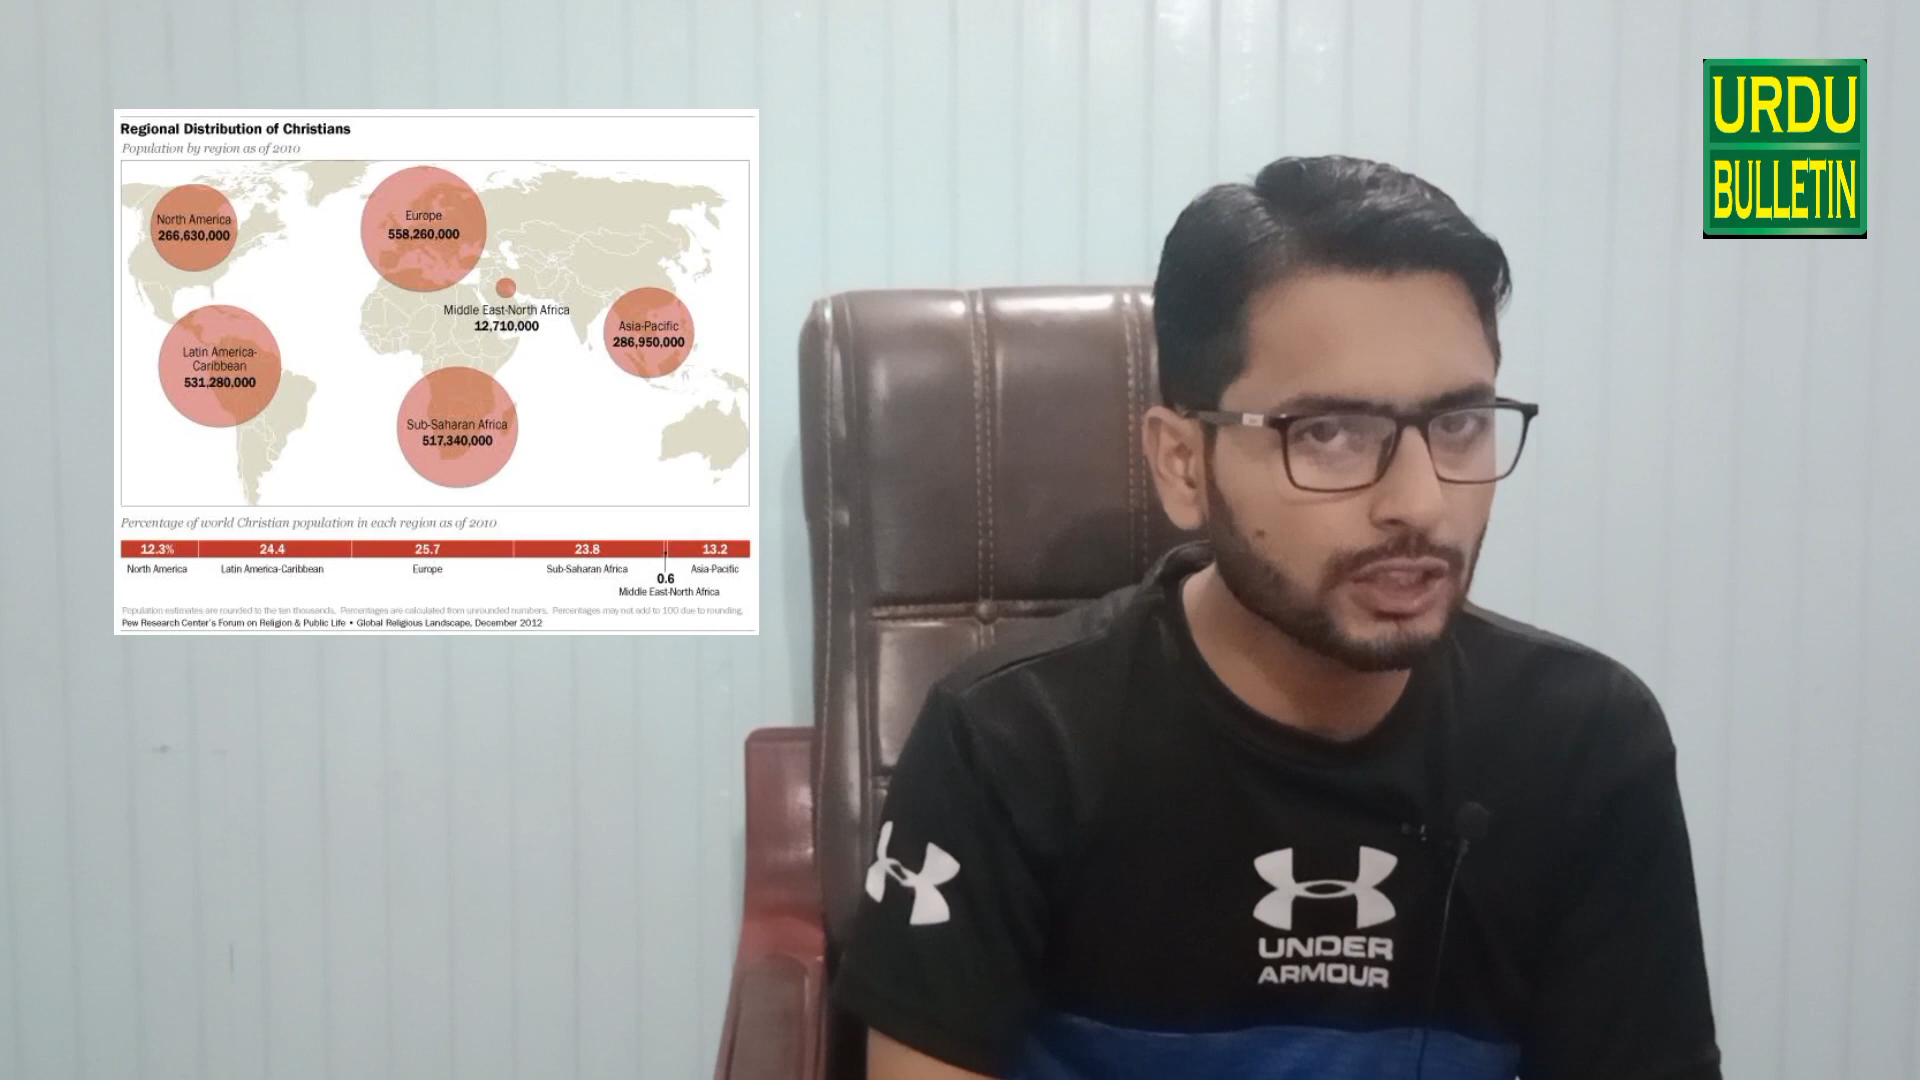 Regional Distribution of Christians
Population by region as of 2010
North America
266,630,000
Europe
558,260,000
Middle East-North Africa
12,710,000
Asia-Pacific
286,950,000
Latin America-
Caribbean
531,280,000
Sub-Saharan Africa
517,340,000
Percentage of world Christian population in each region as of 2010
12.3% 24.4 25.7 23.8 13.2
North America Latin America-Caribbean Europe Sub-Saharan Africa Asia-Pacific
0.6
Middle East-North Africa
Population estimates are rounded to the ten thousands. Percentages are calculated from unrounded numbers. Percentages may not add to 100 due to rounding.
Pew Research Center's Forum on Religion & Public Life • Global Religious Landscape, December 2012
URDU
BULLETIN
UNDER
ARMOUR